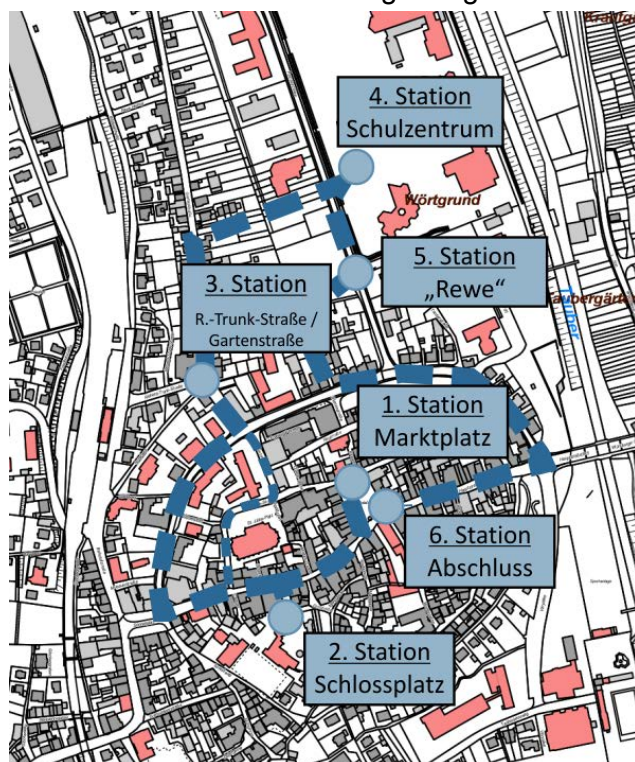 4. Station
Schulzentrum
Wörtgrund
3. Station
R.-Trunk-Straße /
Gartenstraße
5. Station
„Rewe“
Tauber
1. Station
Marktplatz
6. Station
Abschluss
2. Station
Schlossplatz